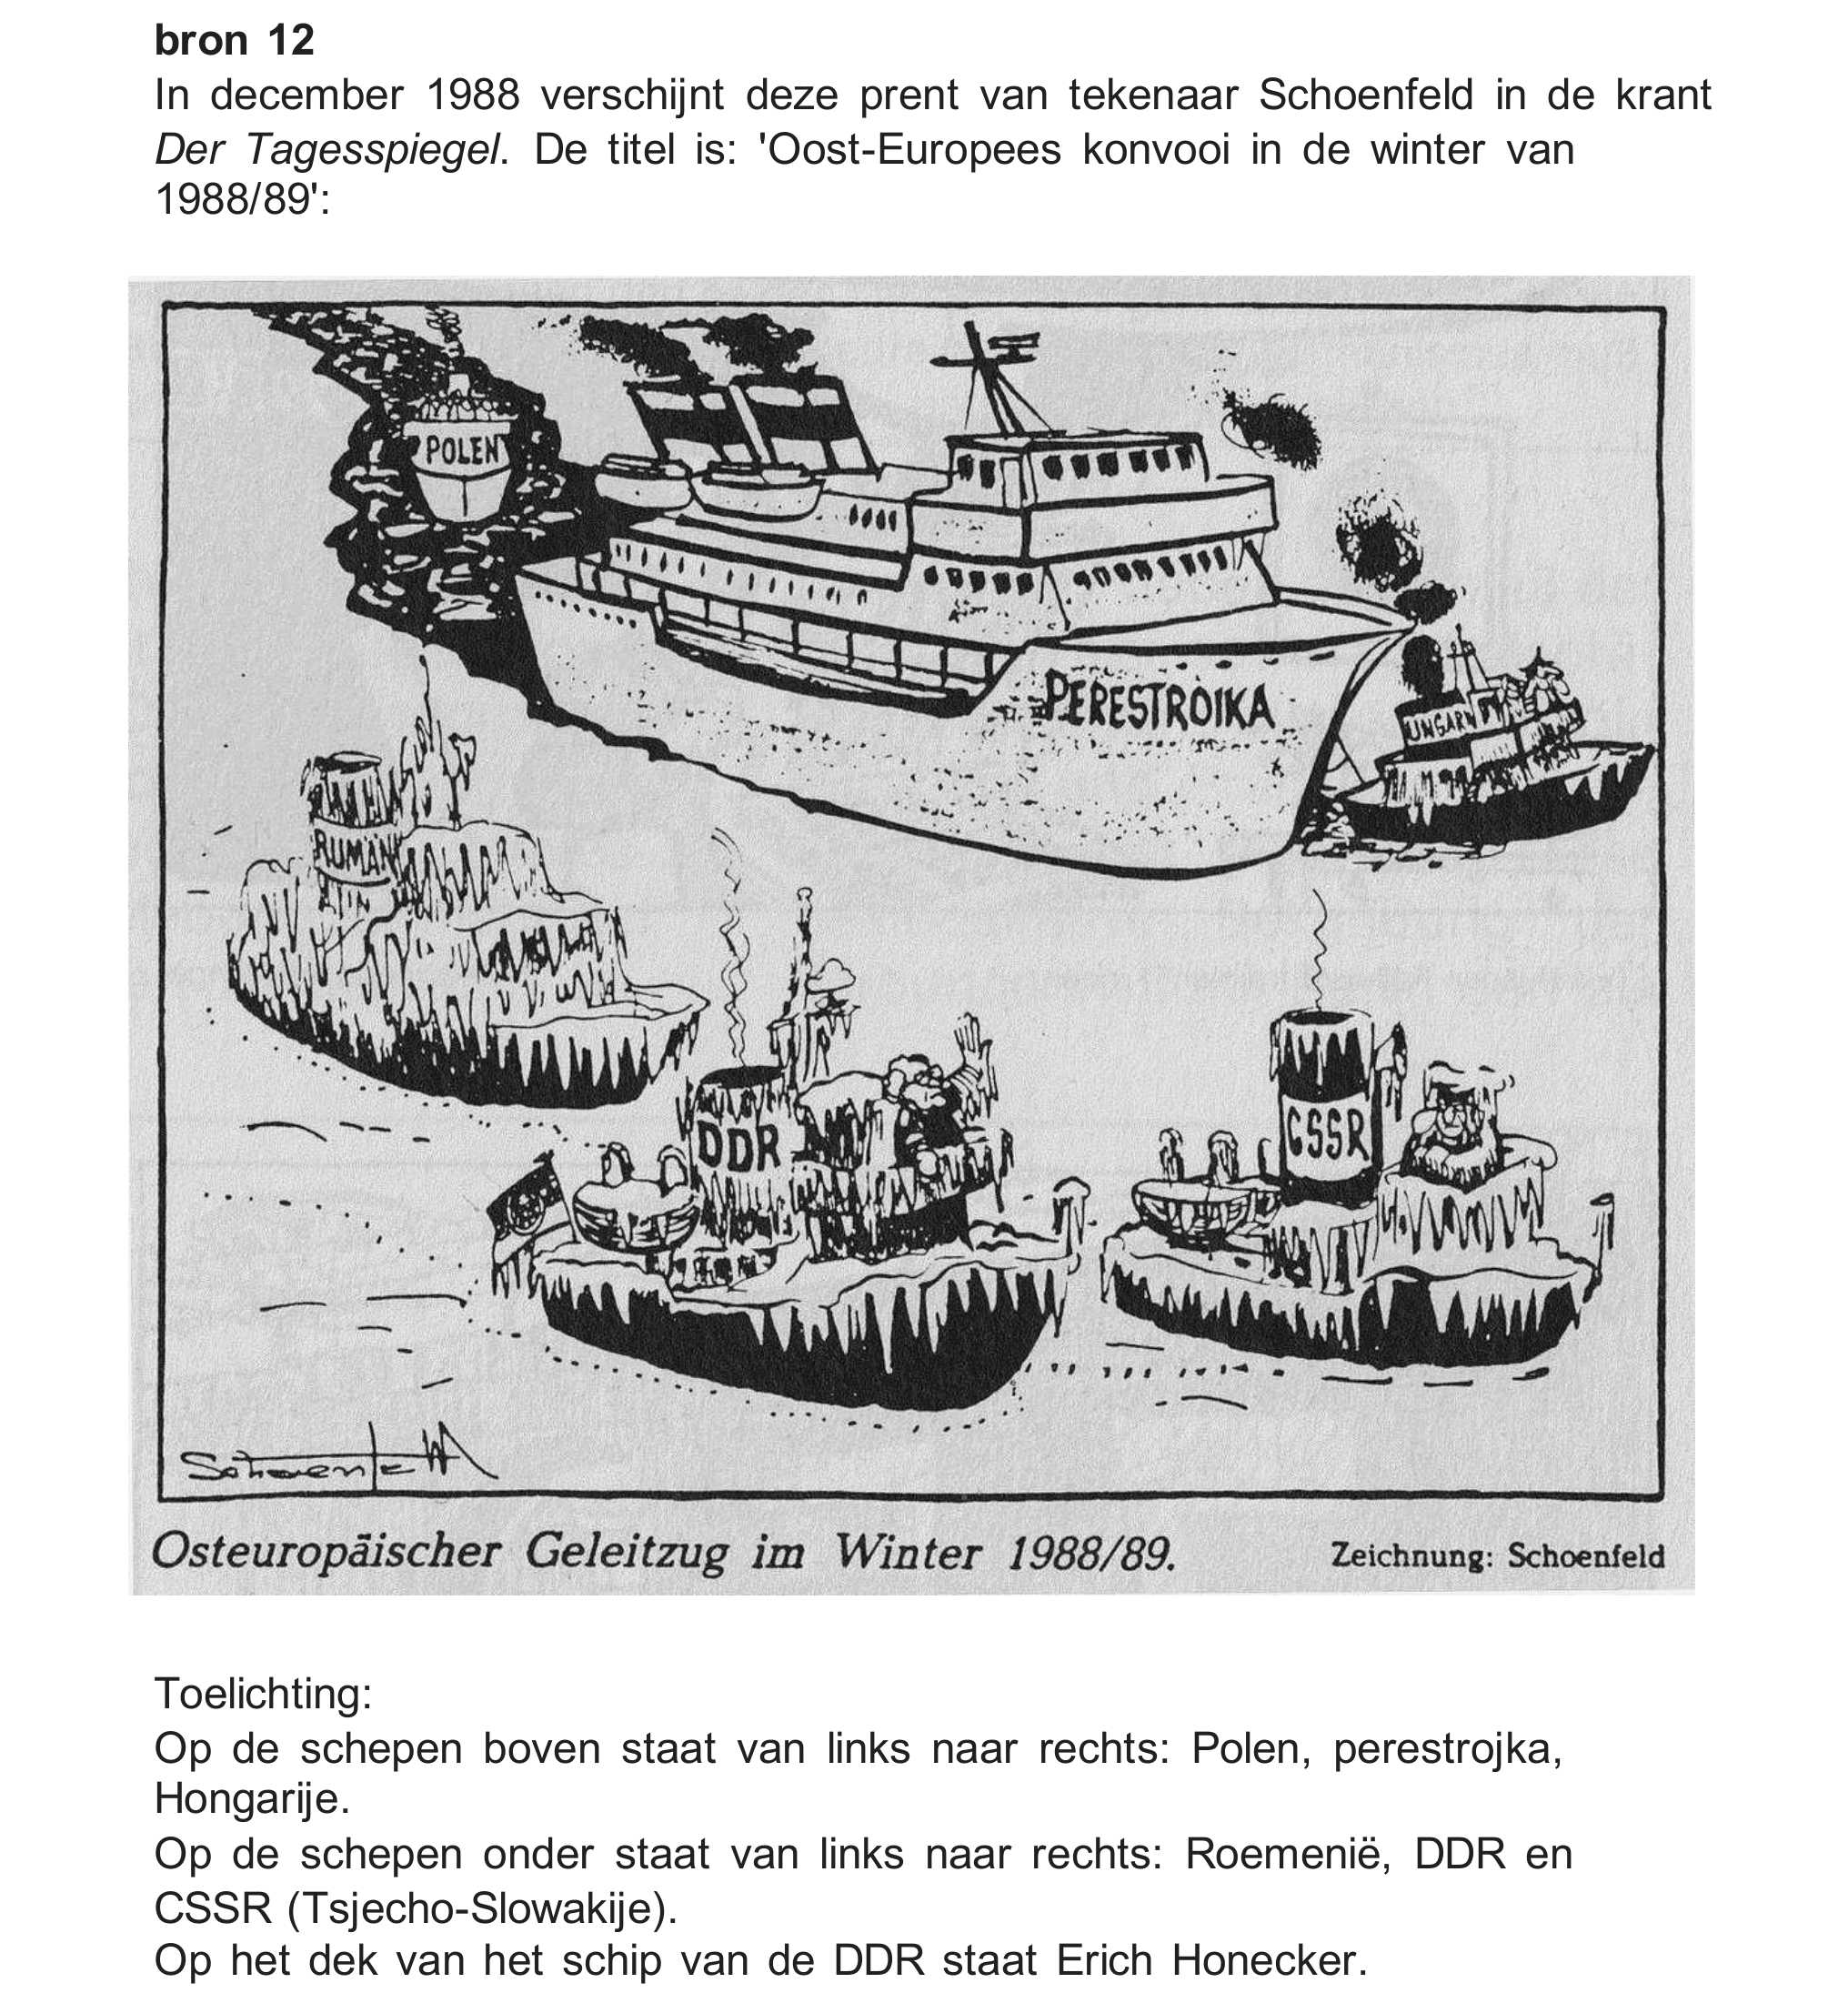 bron 12
In december 1988 verschijnt deze prent van tekenaar Schoenfeld in de krant
Der Tagesspiegel. De titel is: 'Oost-Europees konvooi in de winter van
1988/89':
POLEN
PERESTROIKA
UNGARN
RUMÄN
DDR
CSSR
Schoenfeld
Osteuropäischer Geleitzug im Winter 1988/89.
Zeichnung: Schoenfeld
Toelichting:
Op de schepen boven staat van links naar rechts: Polen, perestrojka,
Hongarije.
Op de schepen onder staat van links naar rechts: Roemenië, DDR en
CSSR (Tsjecho-Slowakije).
Op het dek van het schip van de DDR staat Erich Honecker.